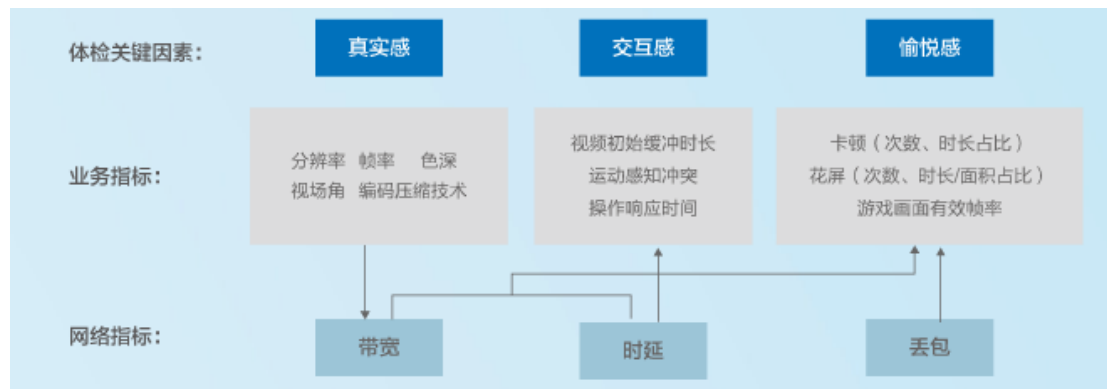 体检关键因素：
真实感
交互感
愉悦感
业务指标：
分辨率 帧率 色深
视场角 编码压缩技术
视频初始缓冲时长
运动感知冲突
操作响应时间
卡顿（次数、时长占比）
花屏（次数、时长/面积占比）
游戏画面有效帧率
网络指标：
带宽
时延
丢包